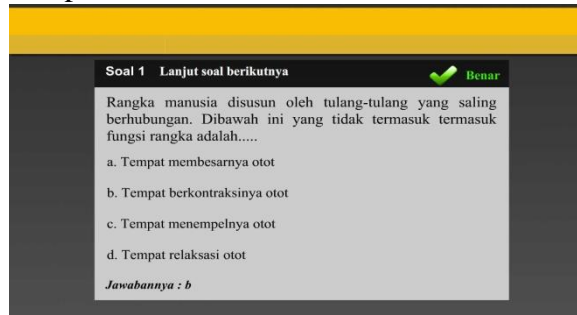 Soal 1 Lanjut soal berikutnya Benar
Rangka manusia disusun oleh tulang-tulang yang saling
berhubungan. Dibawah ini yang tidak termasuk termasuk
fungsi rangka adalah.....
a. Tempat membesarnya otot
b. Tempat berkontraksinya otot
c. Tempat menempelnya otot
d. Tempat relaksasi otot
Jawabannya : b